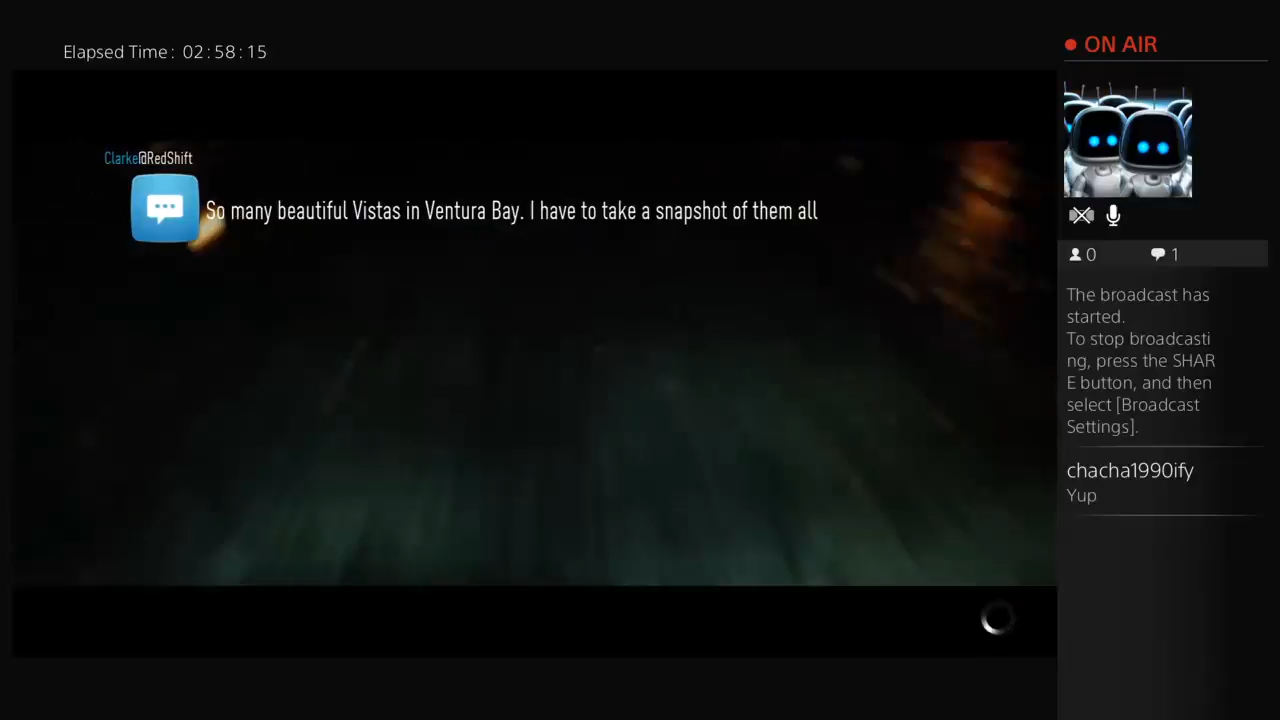 Elapsed Time: 02:58:15
ON AIR
Clarke@RedShift
So many beautiful Vistas in Ventura Bay. I have to take a snapshot of them all
0
1
The broadcast has
started.
To stop broadcasti
ng, press the SHAR
E button, and then
select [Broadcast
Settings].
chacha1990ify
Yup